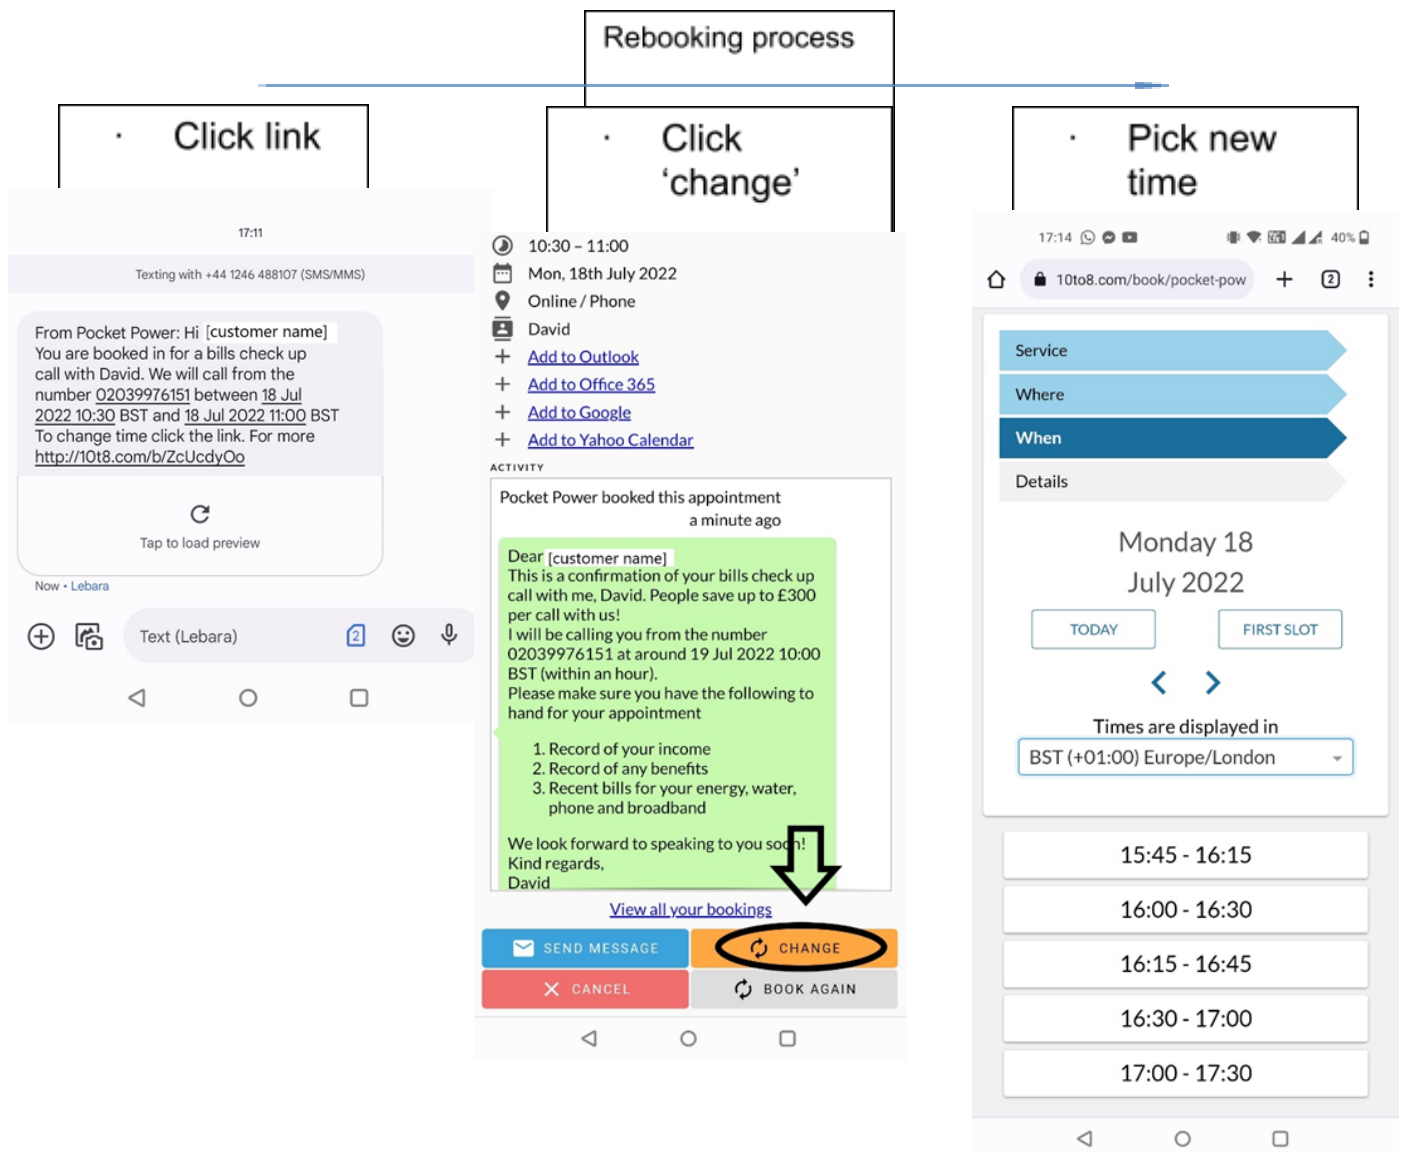 Rebooking process
· Click link
17:11
Texting with +44 1246 488107 (SMS/MMS)
From Pocket Power: Hi [customer name]
You are booked in for a bills check up
call with David. We will call from the
number 02039976151 between 18 Jul
2022 10:30 BST and 18 Jul 2022 11:00 BST
To change time click the link. For more
http://10t8.com/b/ZcUcdyOo
Tap to load preview
Now • Lebara
Text (Lebara)
2
· Click
‘change’
10:30 – 11:00
Mon, 18th July 2022
Online / Phone
David
+ Add to Outlook
+ Add to Office 365
+ Add to Google
+ Add to Yahoo Calendar
ACTIVITY
Pocket Power booked this appointment
a minute ago
Dear [customer name]
This is a confirmation of your bills check up
call with me, David. People save up to £300
per call with us!
I will be calling you from the number
02039976151 at around 19 Jul 2022 10:00
BST (within an hour).
Please make sure you have the following to
hand for your appointment
1. Record of your income
2. Record of any benefits
3. Recent bills for your energy, water,
phone and broadband
We look forward to speaking to you soon!
Kind regards,
David
View all your bookings
SEND MESSAGE
CHANGE
CANCEL
BOOK AGAIN
· Pick new
time
17:14
40%
10to8.com/book/pocket-pow
2
Service
Where
When
Details
Monday 18
July 2022
TODAY
FIRST SLOT
Times are displayed in
BST (+01:00) Europe/London
15:45 - 16:15
16:00 - 16:30
16:15 - 16:45
16:30 - 17:00
17:00 - 17:30